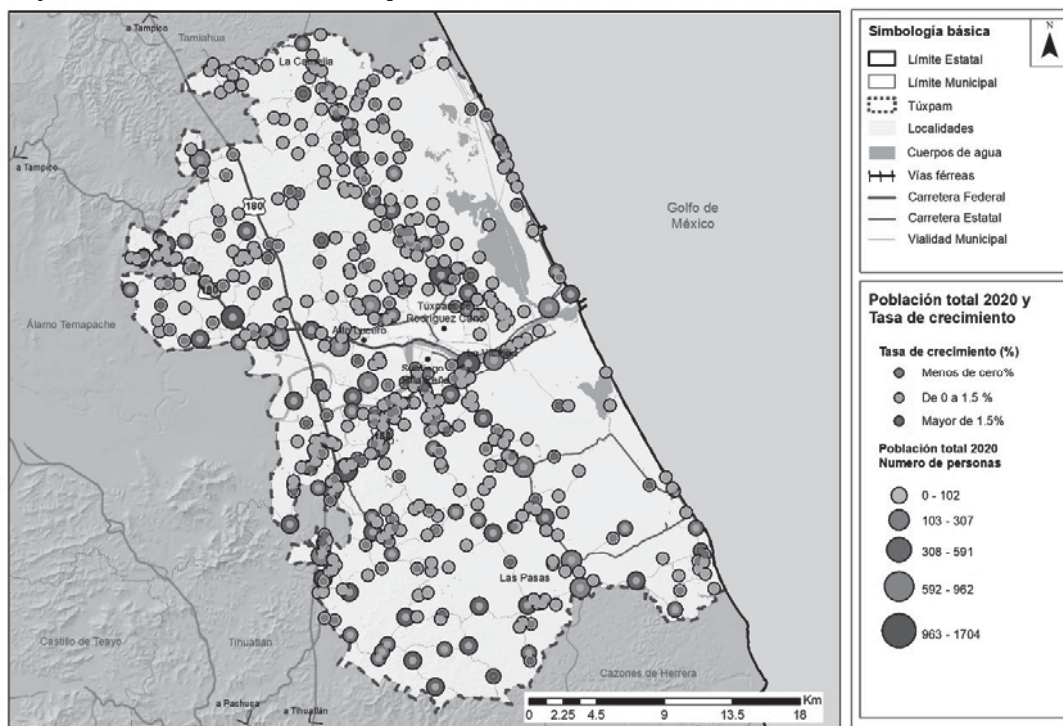 a Tampico
Tamiahua
La Camelia
a Tampico
180
Golfo de
México
180
Álamo Temapache
Túxpam de
Rodríguez Cano
Alto Lucero
Santiago
180
Las Pasas
Castillo de Teayo
Tihuatlan
Cazones de Herrera
a Pachuca
a Tihuatlán
Km
0 2.25 4.5 9 13.5 18
Simbología básica
N
Límite Estatal
Límite Municipal
Túxpam
Localidades
Cuerpos de agua
Vías férreas
Carretera Federal
Carretera Estatal
Vialidad Municipal
Población total 2020 y
Tasa de crecimiento
Tasa de crecimiento (%)
Menos de cero%
De 0 a 1.5 %
Mayor de 1.5%
Población total 2020
Numero de personas
0 - 102
103 - 307
308 - 591
592 - 962
963 - 1704